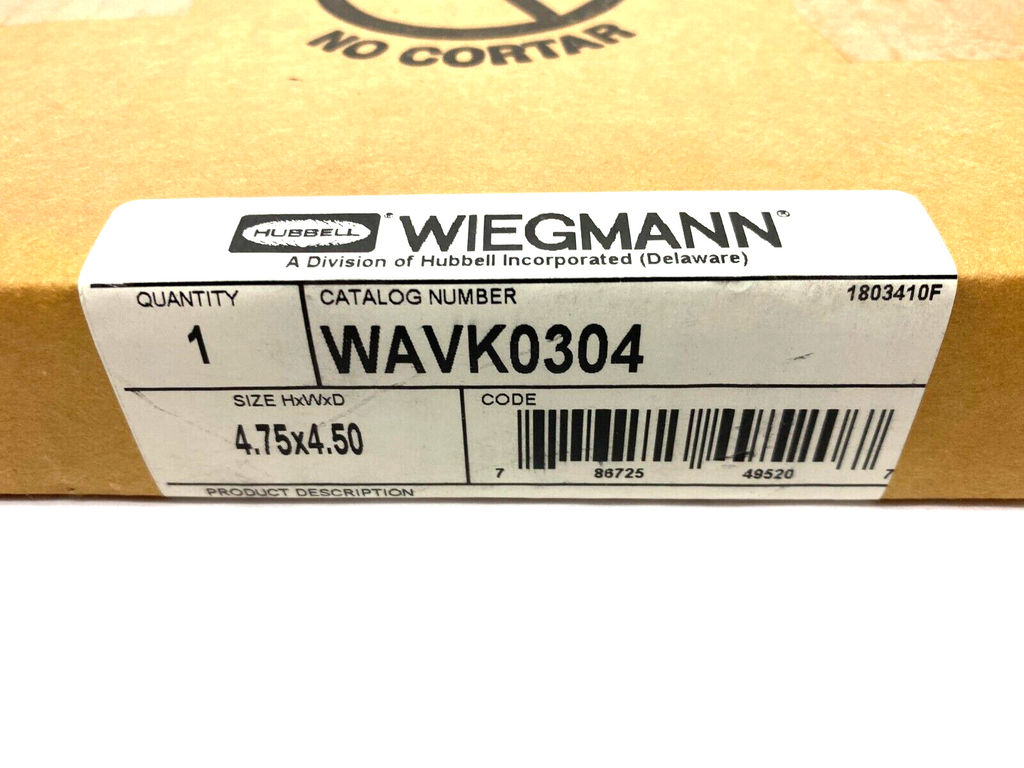 NO CORTAR
HUBBELL® WIEGMANN®
A Division of Hubbell Incorporated (Delaware)
QUANTITY
1
CATALOG NUMBER
1803410F
WAVK0304
SIZE HxWxD
4.75x4.50
CODE
7 86725 49520 7
PRODUCT DESCRIPTION